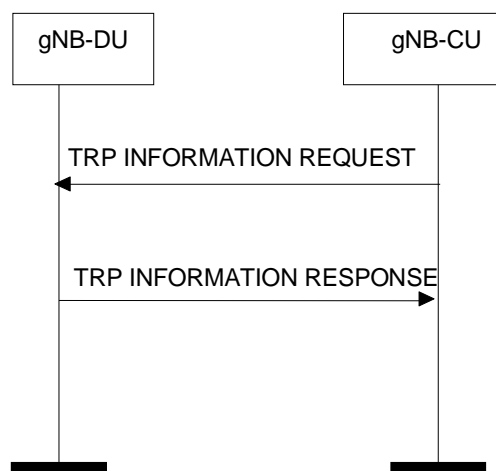 gNB-DU
gNB-CU
TRP INFORMATION REQUEST
TRP INFORMATION RESPONSE